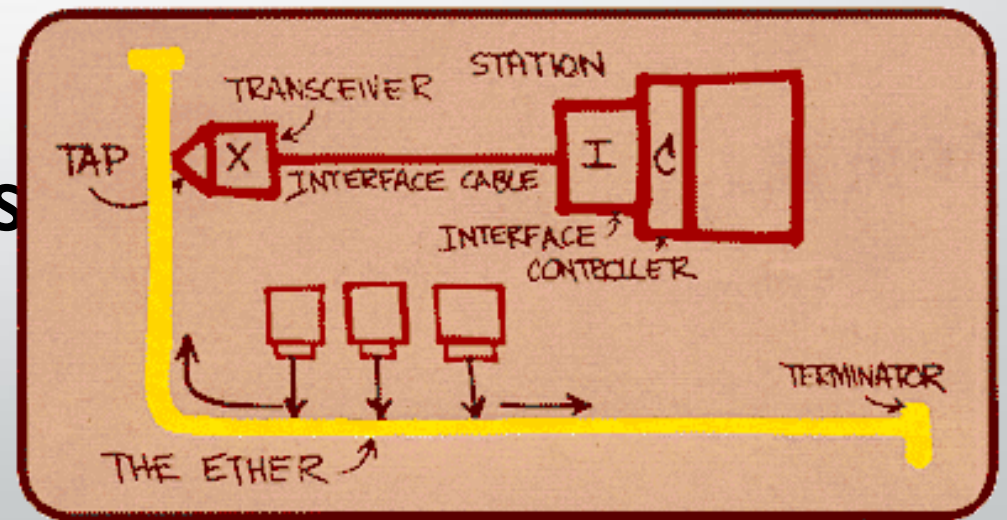 STATION
TRANSCEIVER
TAP
X
I
C
INTERFACE CABLE
S
INTERFACE
CONTROLLER
TERMINATOR
THE ETHER